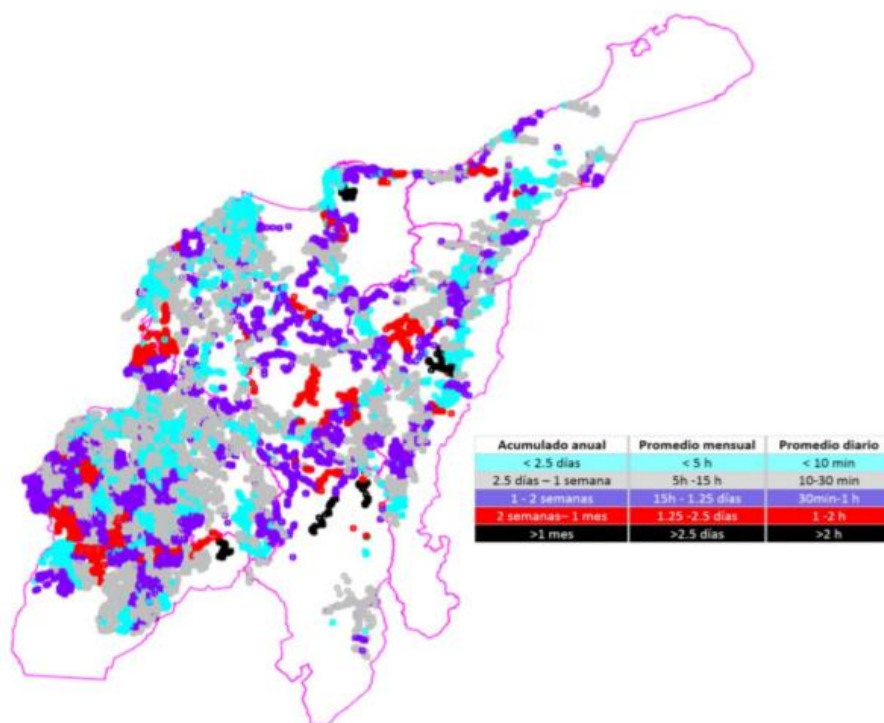 Acumulado anual Promedio mensual Promedio diario
< 2.5 días < 5 h < 10 min
2.5 días – 1 semana 5h -15 h 10-30 min
1 - 2 semanas 15h - 1.25 días 30min-1 h
2 semanas– 1 mes 1.25 -2.5 días 1 -2 h
>1 mes >2.5 días >2 h